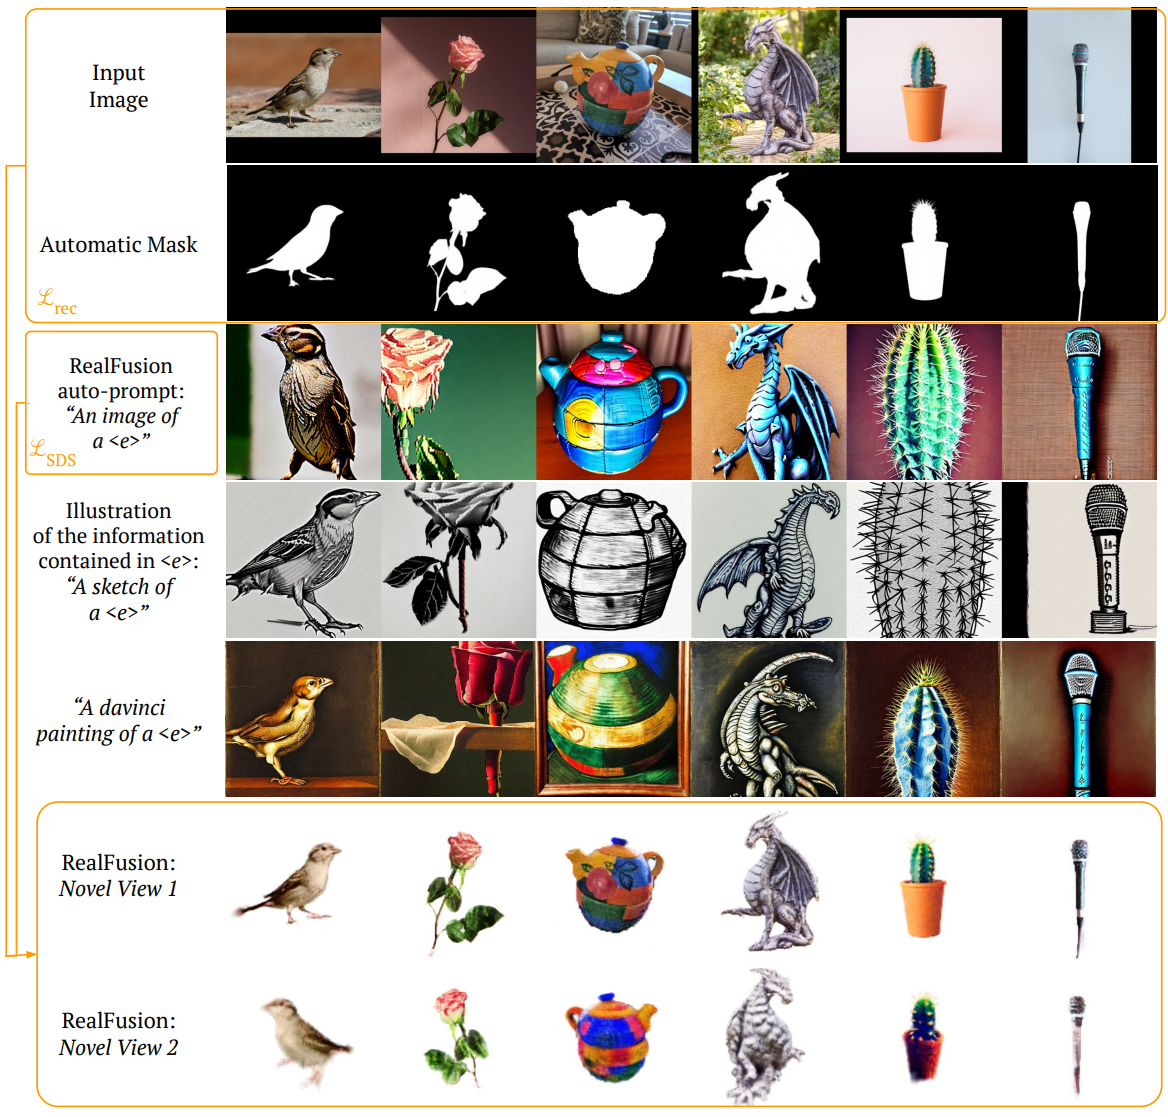 Input
Image
Automatic Mask
ℒrec
RealFusion
auto-prompt:
“An image of
a <e>”
ℒSDS
Illustration
of the information
contained in <e>:
“A sketch of
a <e>”
“A davinci
painting of a <e>”
RealFusion:
Novel View 1
RealFusion:
Novel View 2